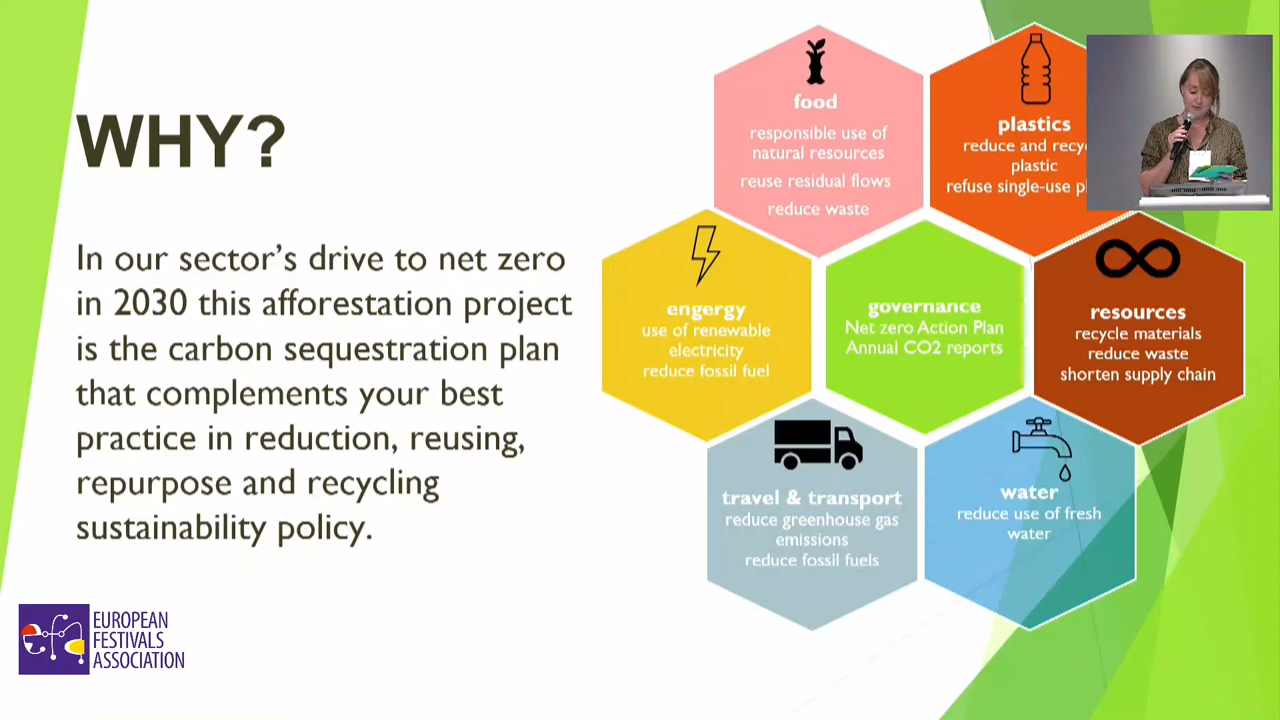 WHY?
In our sector's drive to net zero
in 2030 this afforestation project
is the carbon sequestration plan
that complements your best
practice in reduction, reusing,
repurpose and recycling
sustainability policy.
food
responsible use of
natural resources
reuse residual flows
reduce waste
plastics
reduce and
plastic
refuse single-use
engergy
use of renewable
electricity
reduce fossil fuel
governance
Net zero Action Plan
Annual CO2 reports
resources
recycle materials
reduce waste
shorten supply chain
travel & transport
reduce greenhouse gas
emissions
reduce fossil fuels
water
reduce use of fresh
water
EUROPEAN
FESTIVALS
ASSOCIATION